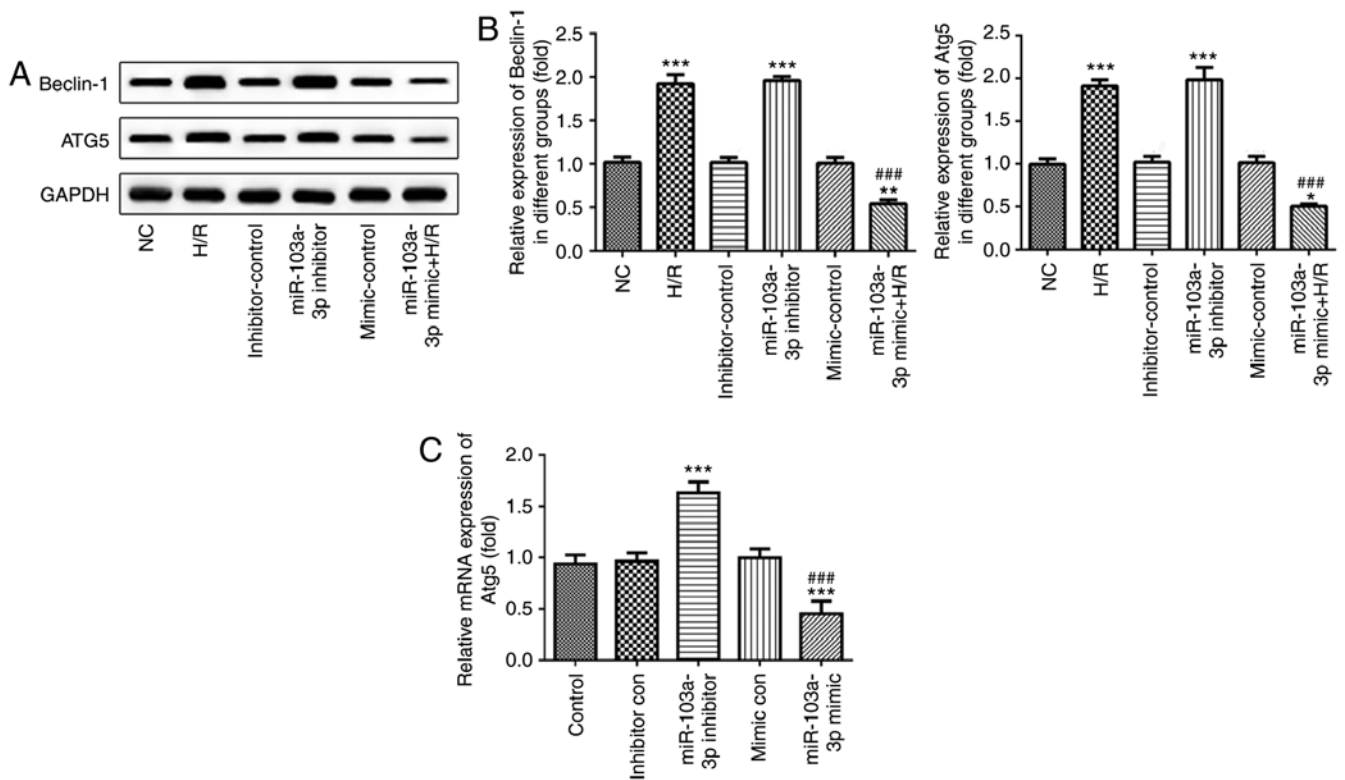 A
Beclin-1
ATG5
GAPDH
NC
H/R
Inhibitor-control
miR-103a-
3p inhibitor
Mimic-control
miR-103a-
3p mimic+H/R
B
Relative expression of Beclin-1
in different groups (fold)
2.5
2.0
1.5
1.0
0.5
0.0
***
***
###
**
NC
H/R
Inhibitor-control
miR-103a-
3p inhibitor
Mimic-control
miR-103a-
3p mimic+H/R
Relative expression of Atg5
in different groups (fold)
2.5
2.0
1.5
1.0
0.5
0.0
***
***
###
*
NC
H/R
Inhibitor-control
miR-103a-
3p inhibitor
Mimic-control
miR-103a-
3p mimic+H/R
C
Relative mRNA expression of
Atg5 (fold)
2.0
1.5
1.0
0.5
0.0
***
###
***
Control
Inhibitor con
miR-103a-
3p inhibitor
Mimic con
miR-103a-
3p mimic